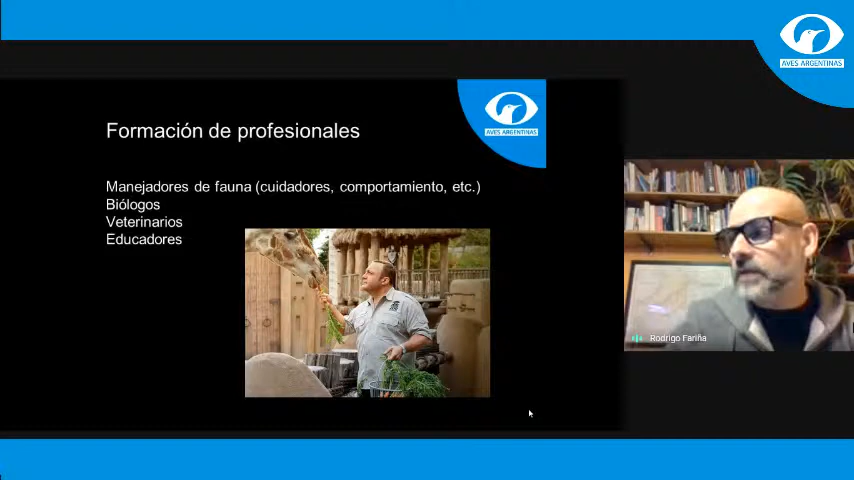 AVES ARGENTINAS
Formación de profesionales
AVES ARGENTINAS
Manejadores de fauna (cuidadores, comportamiento, etc.)
Biólogos
Veterinarios
Educadores
Rodrigo Fariña